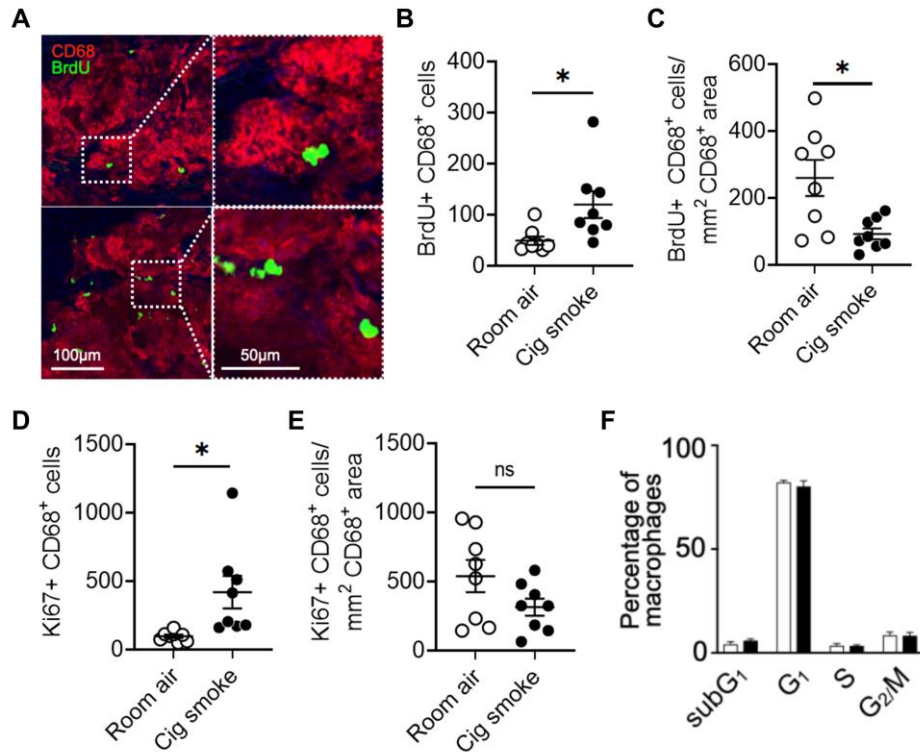 A
CD68
BrdU
100µm
50µm
B
BrdU+ CD68⁺ cells
400
300
200
100
0
*
Room air
Cig smoke
C
BrdU+ CD68⁺ cells/
mm² CD68⁺ area
600
400
200
0
*
Room air
Cig smoke
D
Ki67+ CD68⁺ cells
1500
1000
500
0
*
Room air
Cig smoke
E
Ki67+ CD68⁺ cells/
mm² CD68⁺ area
1500
1000
500
0
ns
Room air
Cig smoke
F
Percentage of
macrophages
100
50
0
subG₁
G₁
S
G₂/M